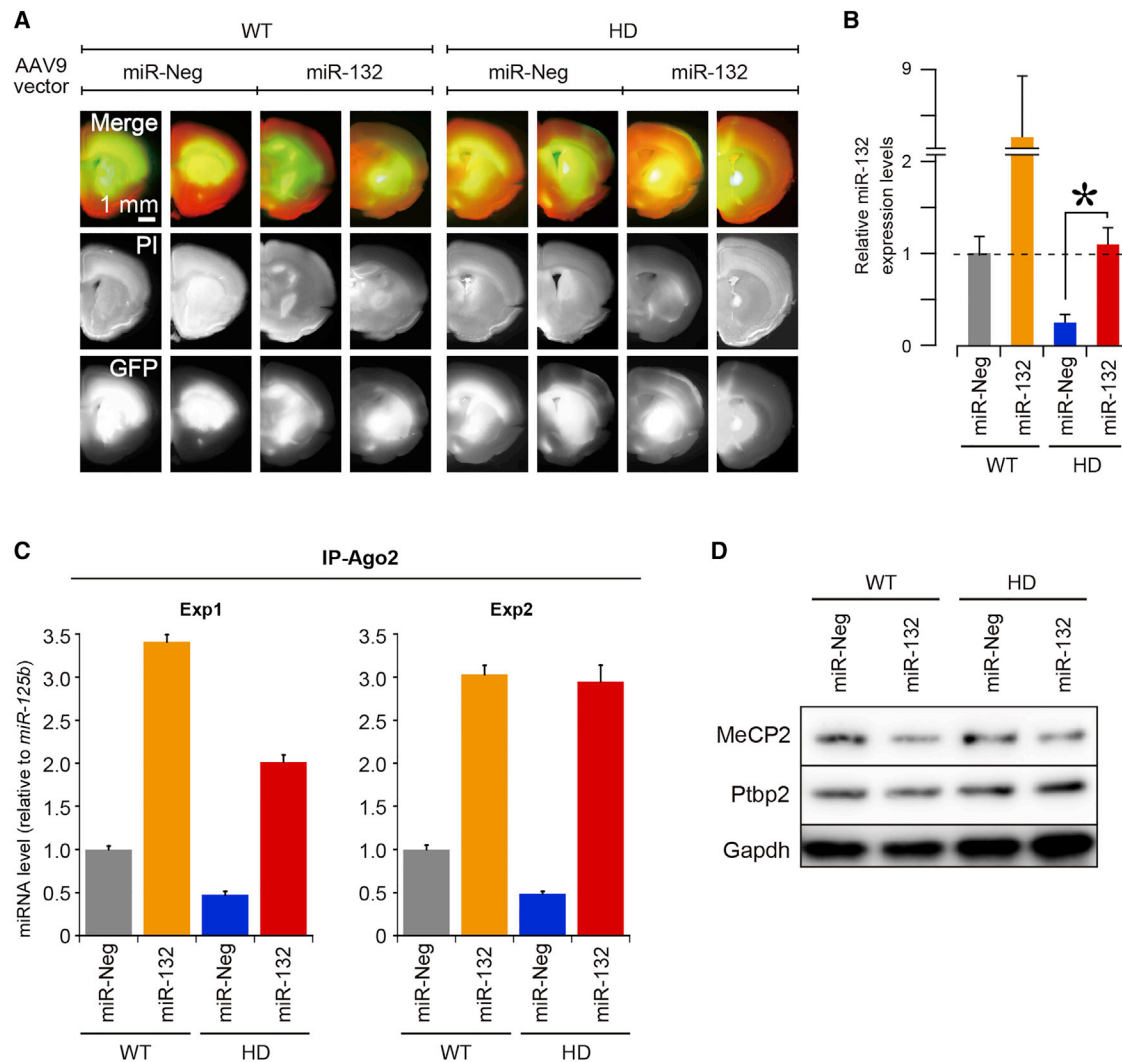 A
WT HD
AAV9 vector
miR-Neg miR-132 miR-Neg miR-132
Merge
1 mm
PI
GFP
B
Relative miR-132
expression levels
9
2
1
0
*
miR-Neg miR-132 miR-Neg miR-132
WT HD
C
IP-Ago2
Exp1
miRNA level (relative to miR-125b)
3.5
3.0
2.5
2.0
1.5
1.0
0.5
0
miR-Neg miR-132 miR-Neg miR-132
WT HD
Exp2
3.5
3.0
2.5
2.0
1.5
1.0
0.5
0
miR-Neg miR-132 miR-Neg miR-132
WT HD
D
WT HD
miR-Neg miR-132 miR-Neg miR-132
MeCP2
Ptbp2
Gapdh